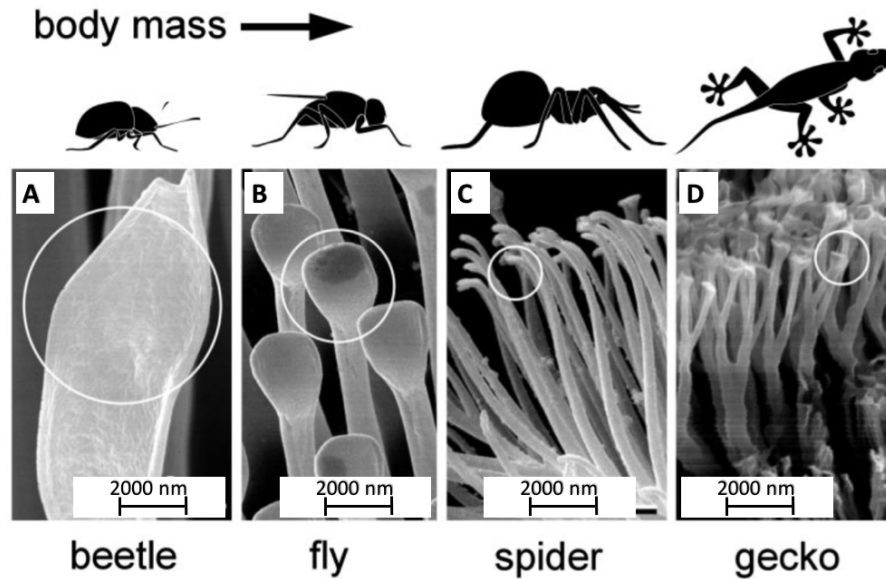 body mass
A
B
C
D
2000 nm
2000 nm
2000 nm
2000 nm
beetle
fly
spider
gecko